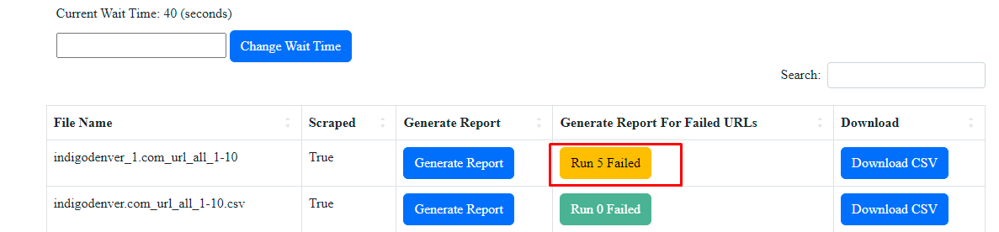 Current Wait Time: 40 (seconds)
Change Wait Time
Search:
File Name Scraped Generate Report Generate Report For Failed URLs Download
indigodenver_1.com_url_all_1-10 True Generate Report Run 5 Failed Download CSV
indigodenver.com_url_all_1-10.csv True Generate Report Run 0 Failed Download CSV